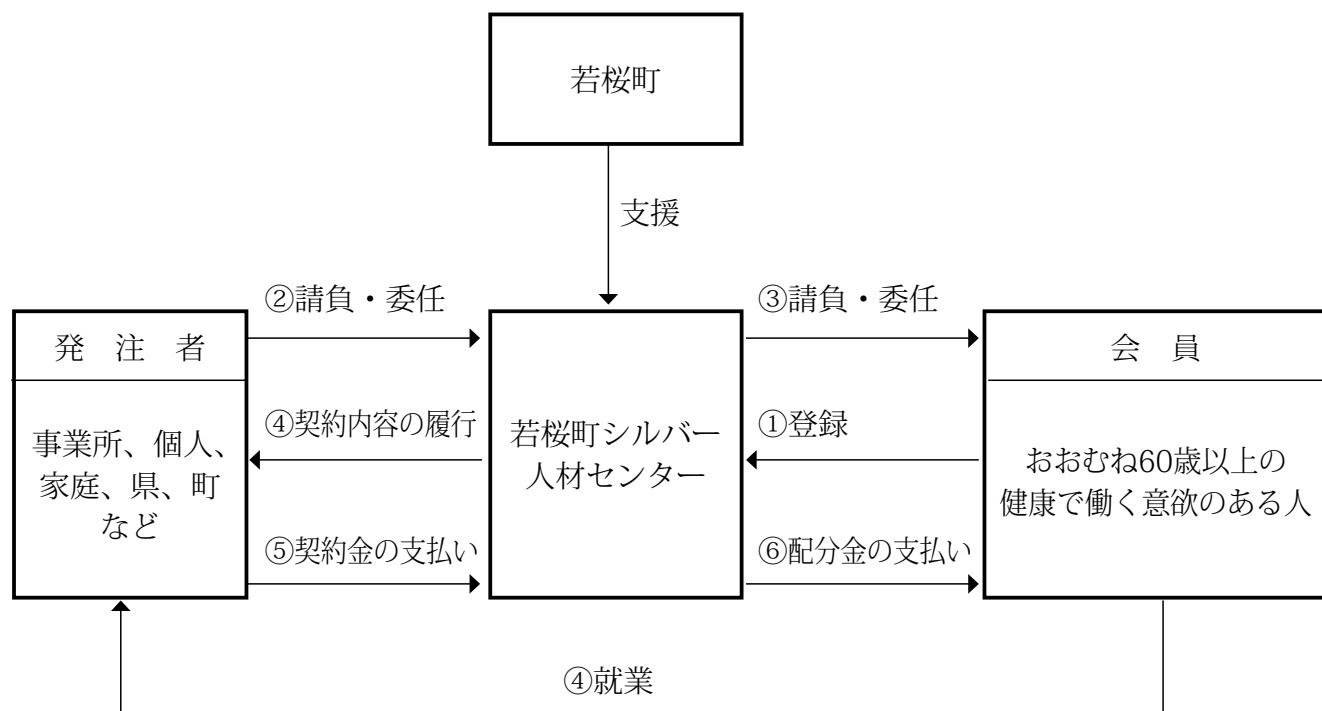 若桜町
支援
②請負・委任
③請負・委任
発 注 者
会 員
事業所、個人、
家庭、県、町
など
④契約内容の履行
若桜町シルバー
人材センター
①登録
おおむね60歳以上の
健康で働く意欲のある人
⑤契約金の支払い
⑥配分金の支払い
④就業